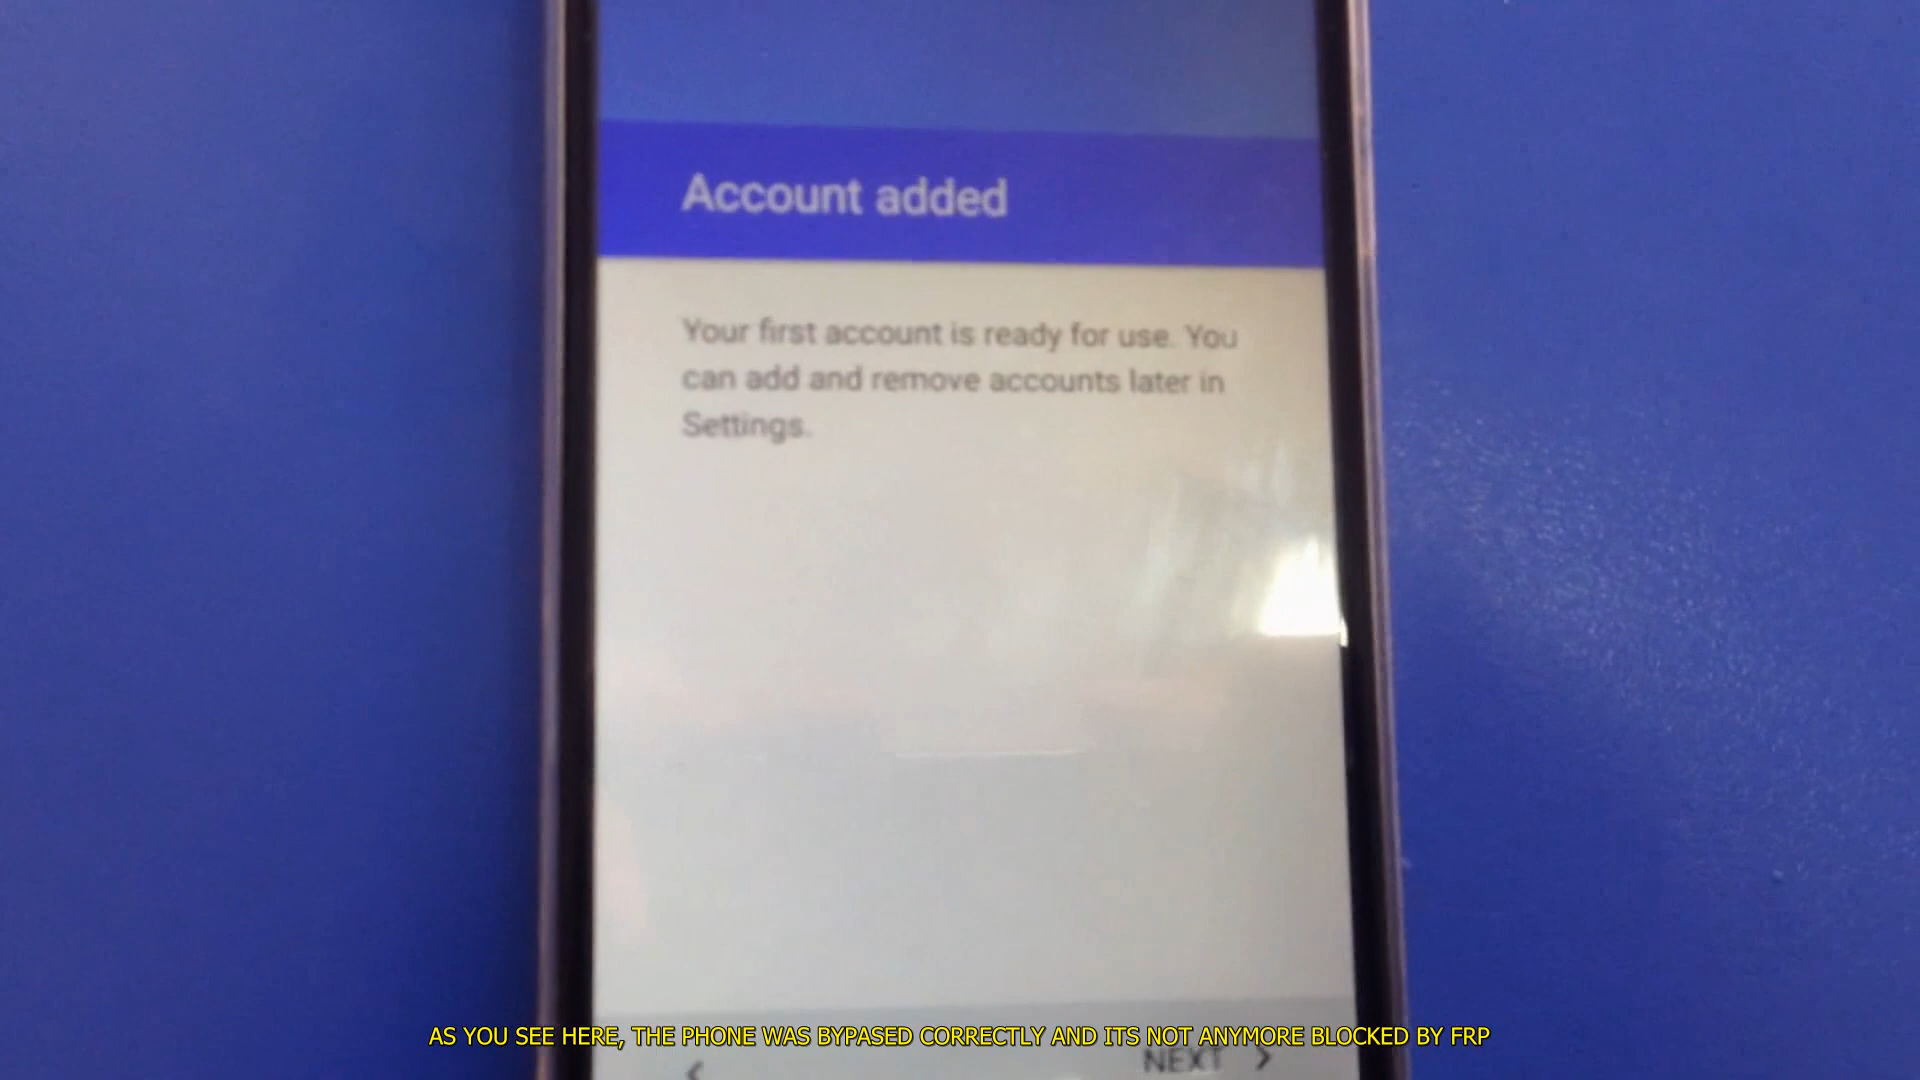 Account added
Your first account is ready for use. You
can add and remove accounts later in
Settings.
AS YOU SEE HERE, THE PHONE WAS BYPASED CORRECTLY AND ITS NOT ANYMORE BLOCKED BY FRP
NEXT